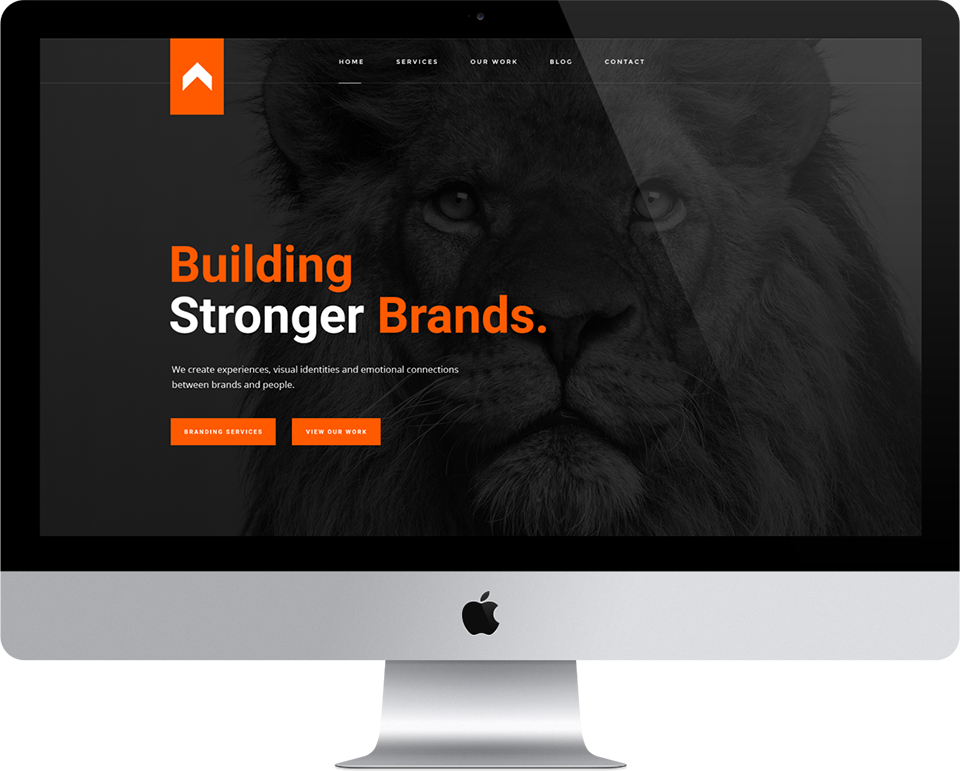 HOME SERVICES OUR WORK BLOG CONTACT
Building
Stronger Brands.
We create experiences, visual identities and emotional connections
between brands and people.
BRANDING SERVICES VIEW OUR WORK